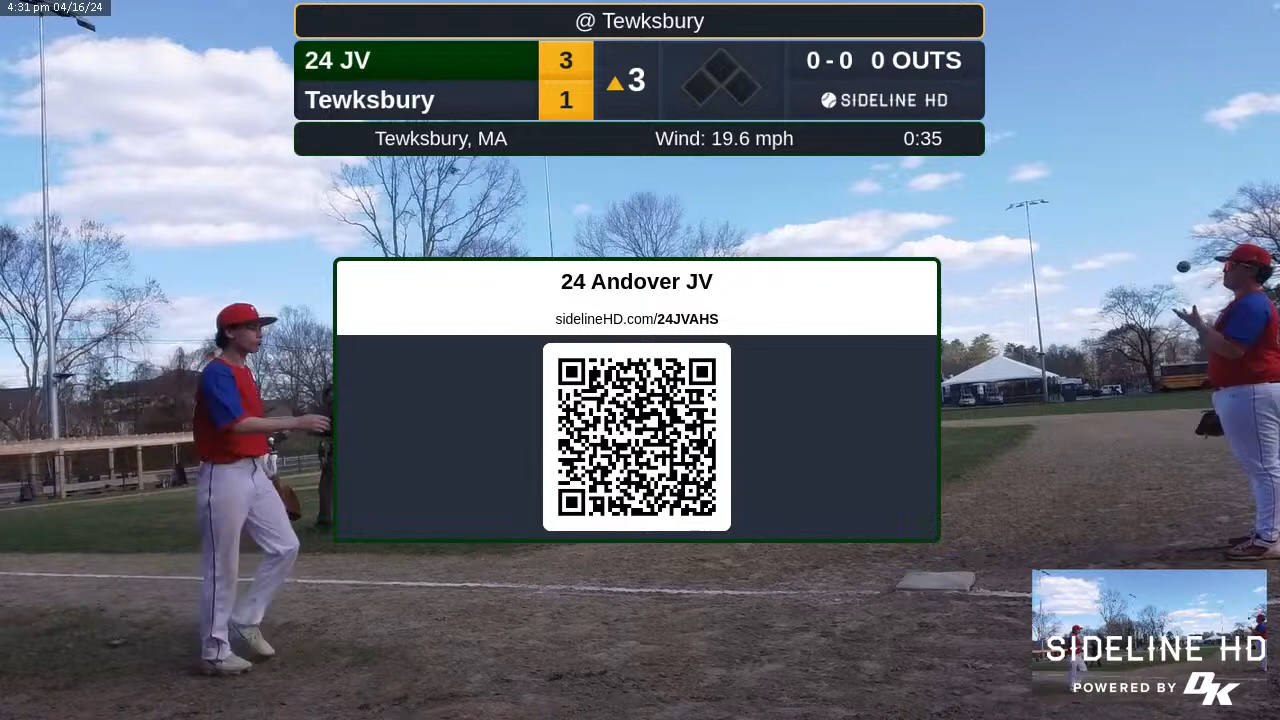 4:31 pm 04/16/24
@ Tewksbury
24 JV 3
Tewksbury 1
3
0 - 0 0 OUTS
SIDELINE HD
Tewksbury, MA Wind: 19.6 mph 0:35
24 Andover JV
sidelineHD.com/24JVAHS
SIDELINE HD
POWERED BY DK